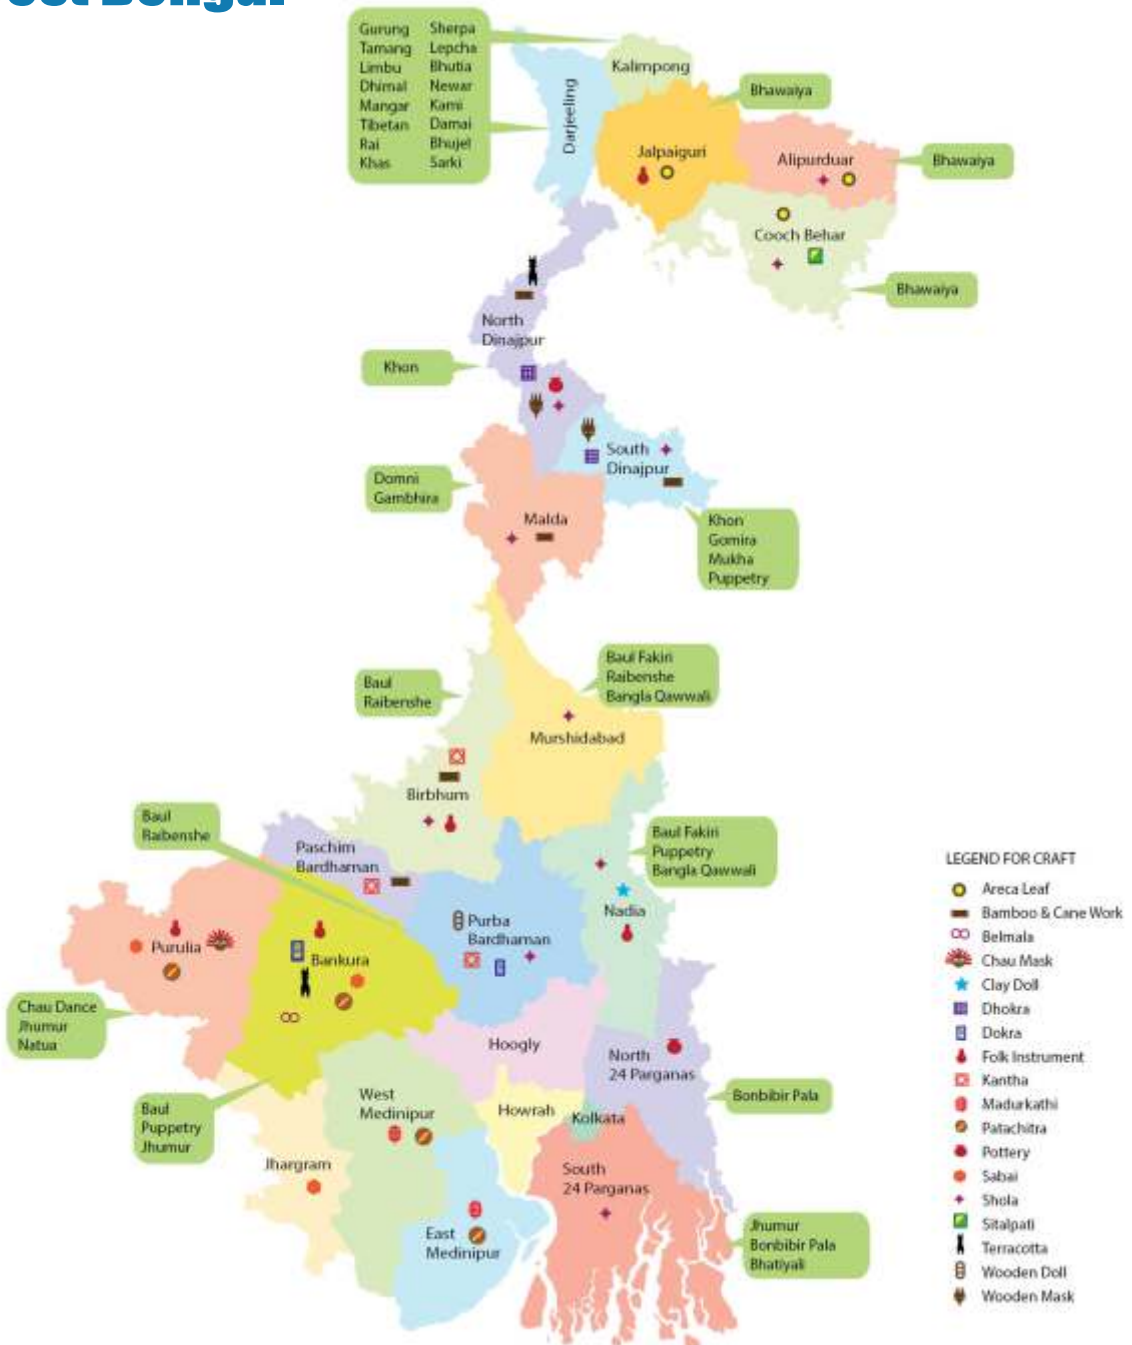 Gurung Sherpa
Tamang Lepcha
Limbu Bhutia
Dhimal Newar
Mangar Kami
Tibetan Damai
Rai Bhujel
Khas Sarki
Kalimpong
Darjeeling
Bhawaiya
Jalpaiguri
Alipurduar
Bhawaiya
Cooch Behar
Bhawaiya
North
Dinajpur
Khon
South
Dinajpur
Domni
Gambhira
Malda
Khon
Gomira
Mukha
Puppetry
Baul
Raibenshe
Baul Fakiri
Raibenshe
Bangla Qawwali
Murshidabad
Birbhum
Baul
Raibenshe
Paschim
Bardhaman
Baul Fakiri
Puppetry
Bangla Qawwali
Nadia
Purulia
Bankura
Purba
Bardhaman
Chau Dance
Jhumur
Natua
Hoogly
North
24 Parganas
West
Medinipur
Howrah
Kolkata
Bonbibir Pala
Baul
Puppetry
Jhumur
Jhargram
South
24 Parganas
East
Medinipur
Jhumur
Bonbibir Pala
Bhatiyali
LEGEND FOR CRAFT
Areca Leaf
Bamboo & Cane Work
Belmala
Chau Mask
Clay Doll
Dhokra
Dokra
Folk Instrument
Kantha
Madurkathi
Patachitra
Pottery
Sabai
Shola
Sitalpati
Terracotta
Wooden Doll
Wooden Mask